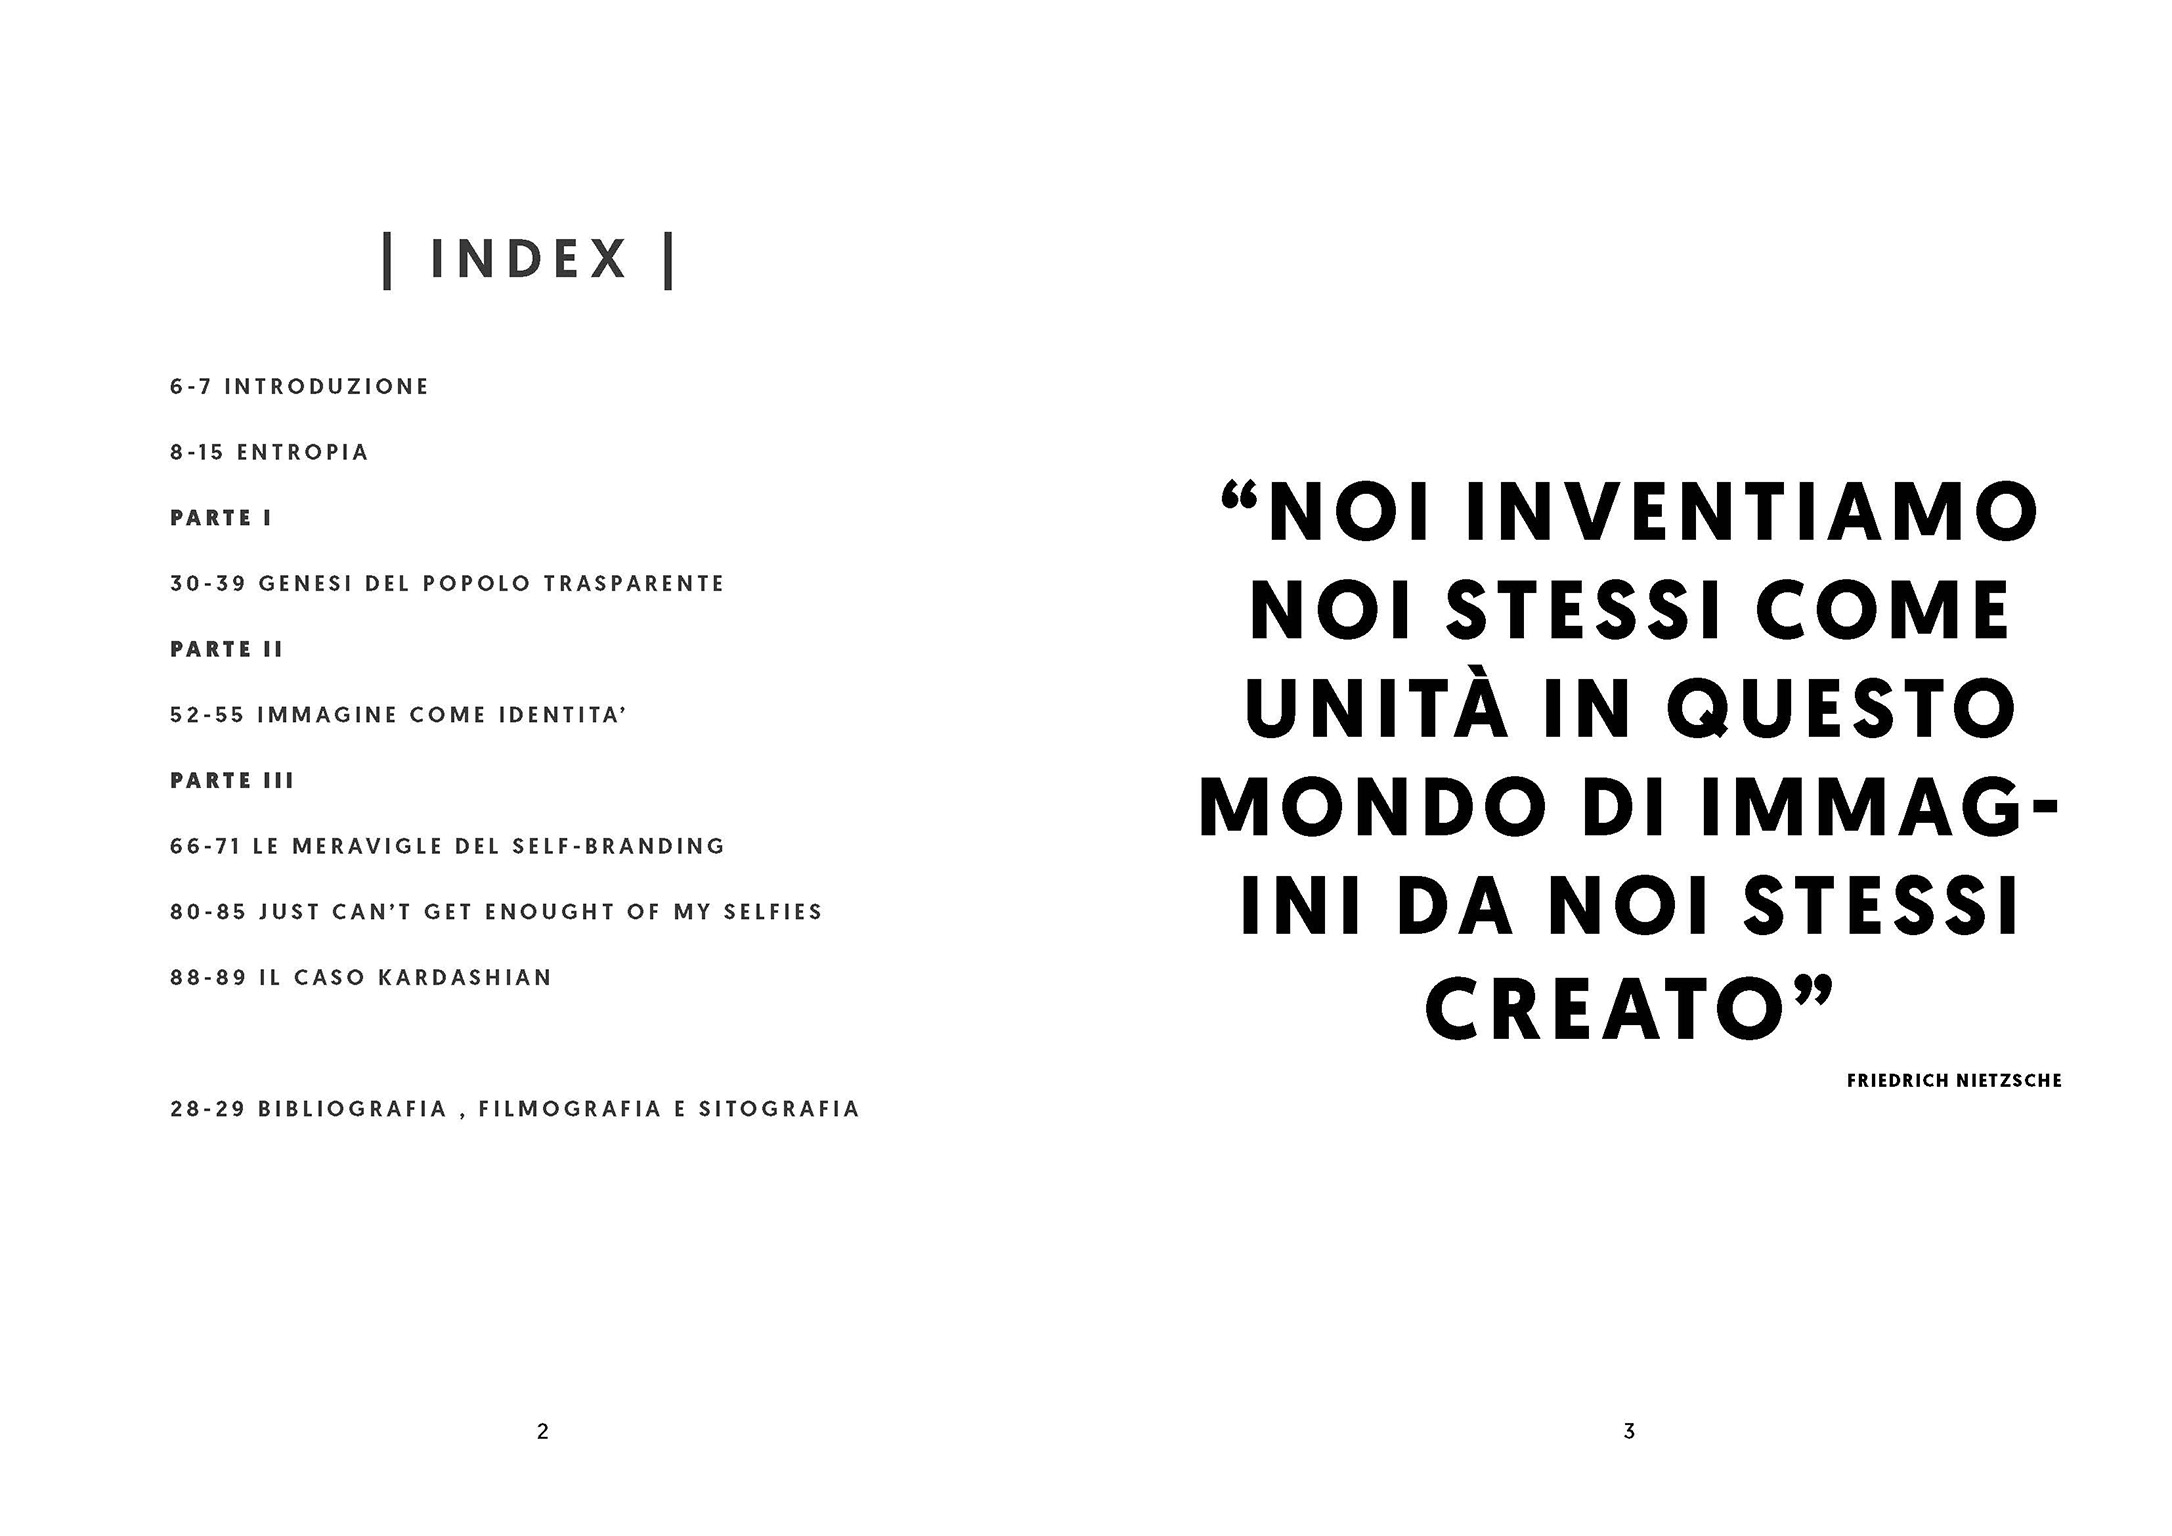 | INDEX |
6-7 INTRODUZIONE
8-15 ENTROPIA
PARTE I
30-39 GENESI DEL POPOLO TRASPARENTE
PARTE II
52-55 IMMAGINE COME IDENTITA’
PARTE III
66-71 LE MERAVIGLE DEL SELF-BRANDING
80-85 JUST CAN’T GET ENOUGHT OF MY SELFIES
88-89 IL CASO KARDASHIAN
28-29 BIBLIOGRAFIA , FILMOGRAFIA E SITOGRAFIA
2
“NOI INVENTIAMO
NOI STESSI COME
UNITÀ IN QUESTO
MONDO DI IMMAG-
INI DA NOI STESSI
CREATO”
FRIEDRICH NIETZSCHE
3